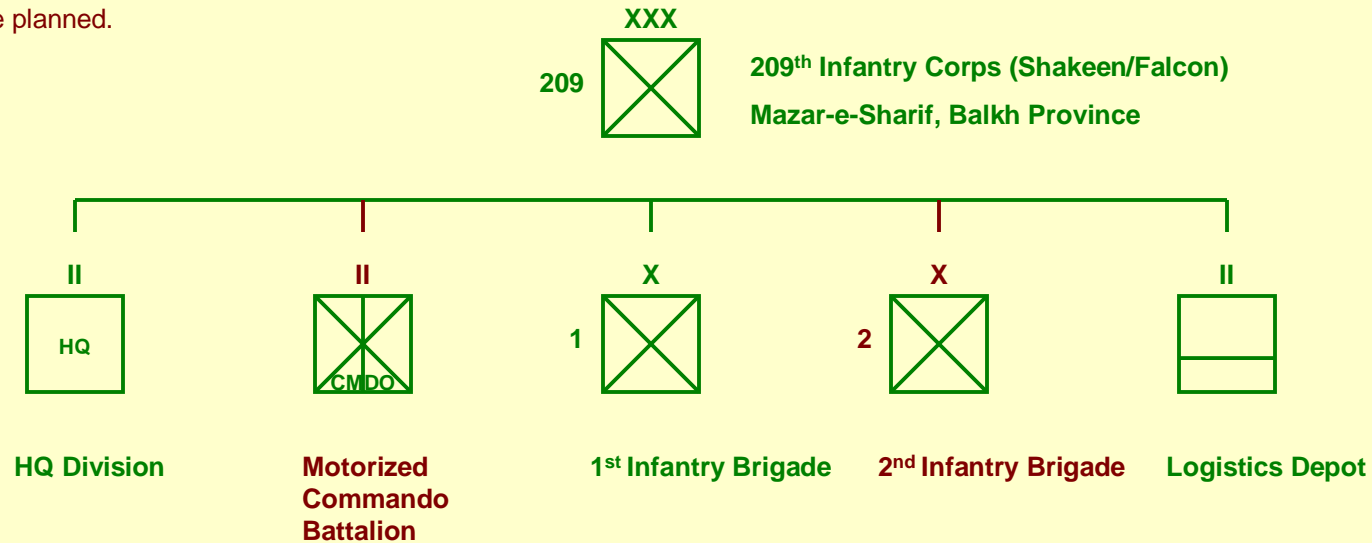 e planned.
XXX
209
209th Infantry Corps (Shakeen/Falcon)
Mazar-e-Sharif, Balkh Province
II
II
X
X
II
HQ
CMDO
1
2
HQ Division
Motorized
Commando
Battalion
1st Infantry Brigade
2nd Infantry Brigade
Logistics Depot